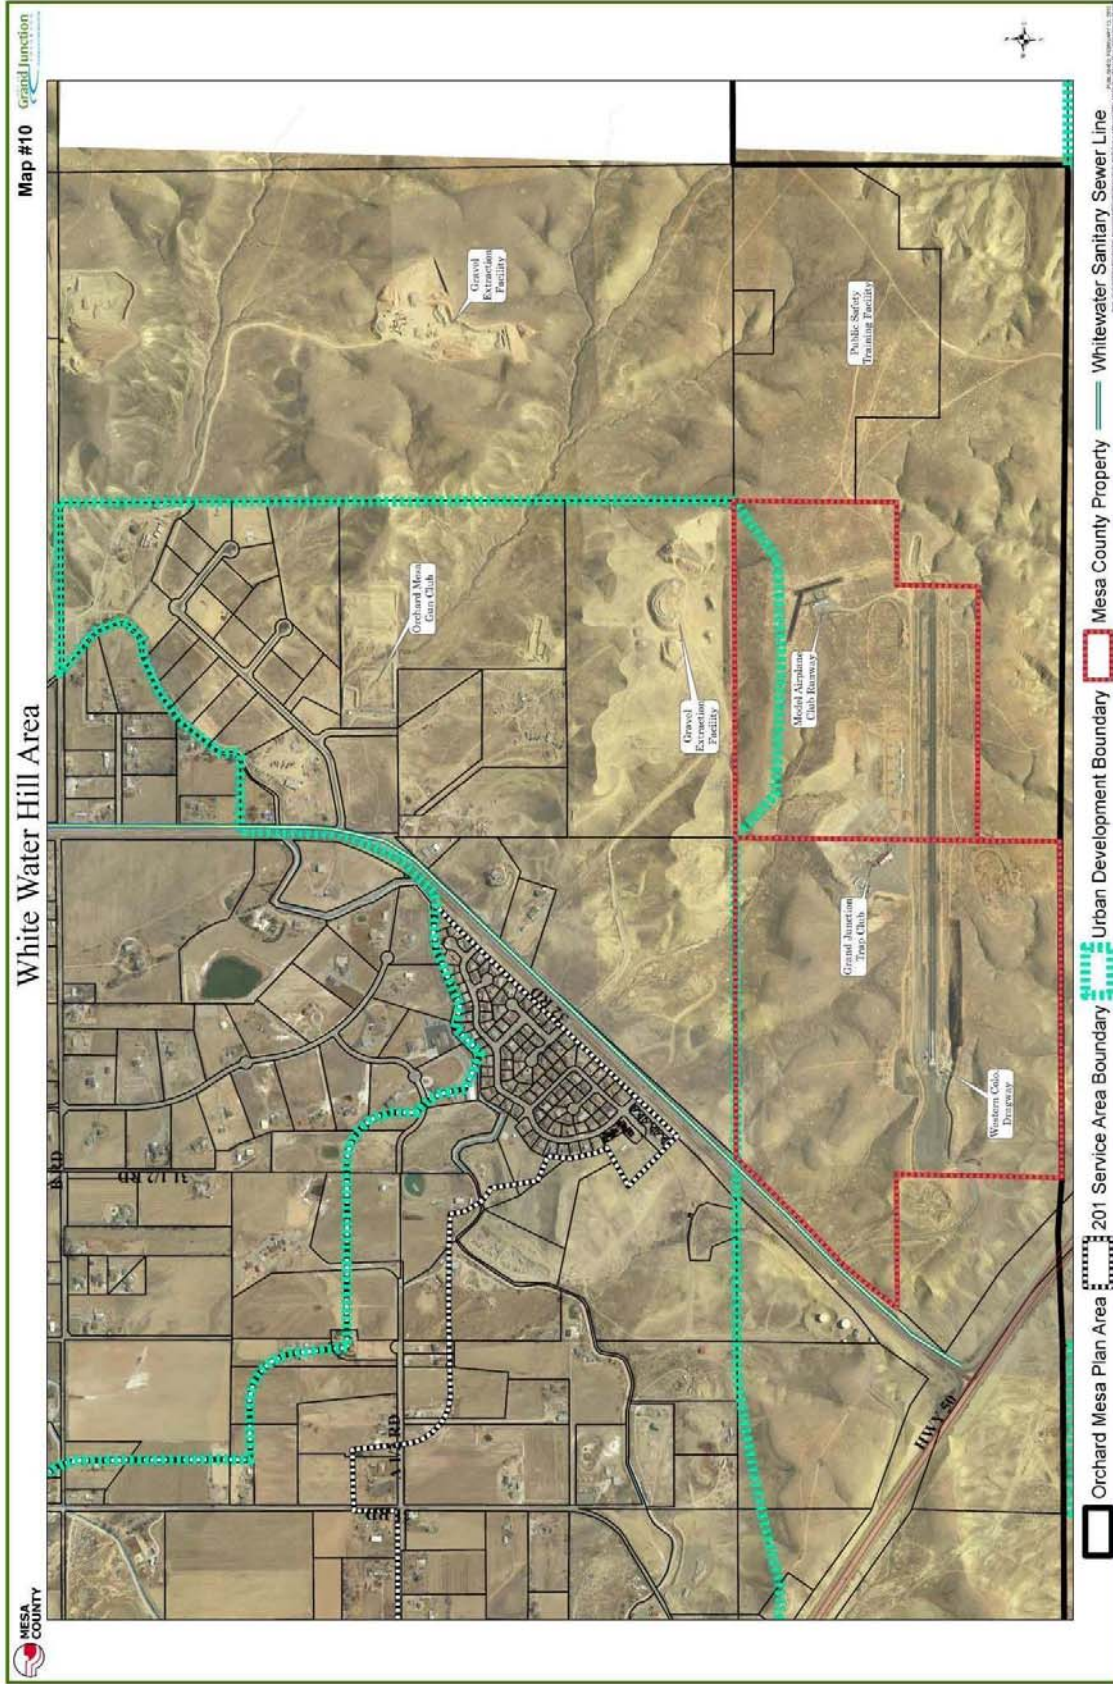 MESA
COUNTY
White Water Hill Area
Map #10
Grand Junction
B RD
31 1/2 RD
A 1/2 RD
HWY 50
Gravel
Extraction
Facility
Orchard Mesa
Gun Club
Gravel
Extraction
Facility
Public Safety
Training Facility
Model Airplane
Club Runway
Grand Junction
Trap Club
Western Colo.
Dragway
Orchard Mesa Plan Area
201 Service Area Boundary
Urban Development Boundary
Mesa County Property
Whitewater Sanitary Sewer Line